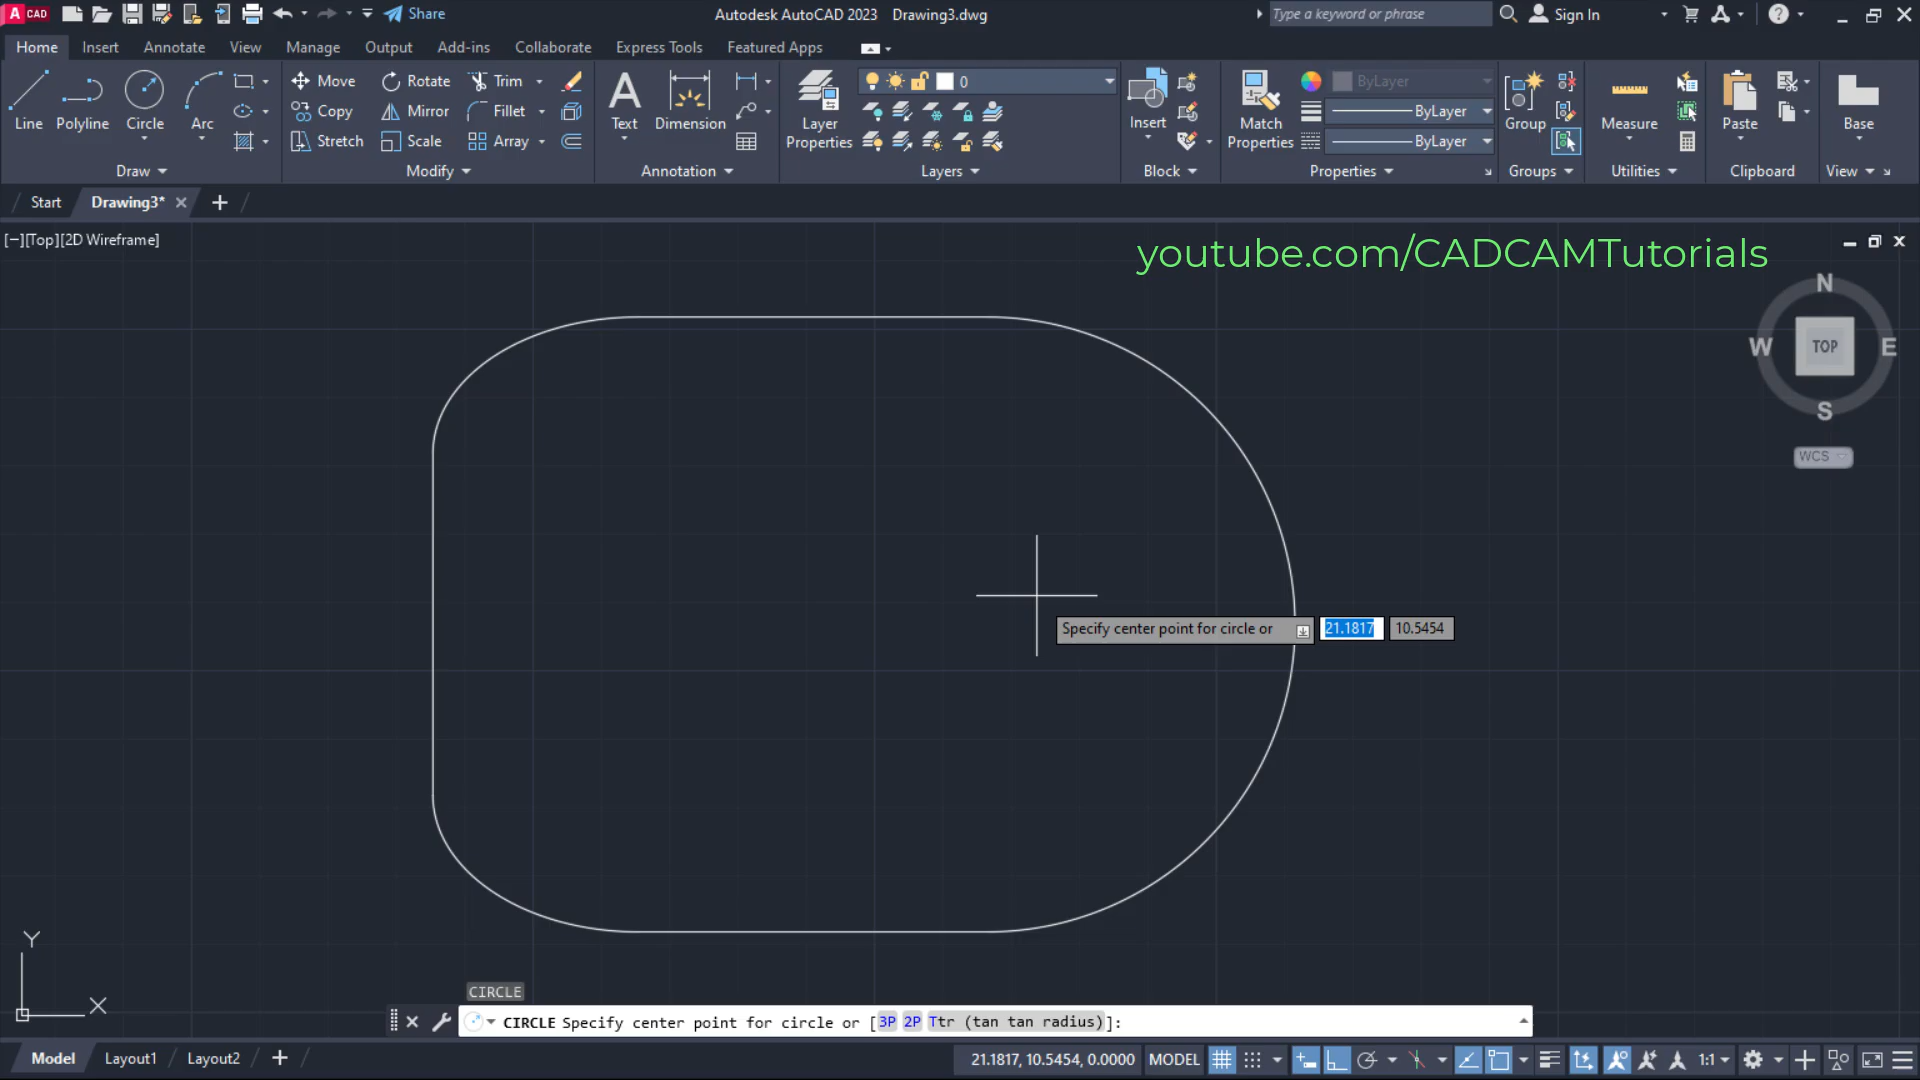 A CAD Share Autodesk AutoCAD 2023 Drawing3.dwg Type a keyword or phrase Sign In ?
Home Insert Annotate View Manage Output Add-ins Collaborate Express Tools Featured Apps
Line Polyline Circle Arc
Move Rotate Trim
Copy Mirror Fillet
Stretch Scale Array
A Text Dimension
Layer Properties
0
Insert
Match Properties
ByLayer
ByLayer
ByLayer
Group Measure Paste Base
Draw Modify Annotation Layers Block Properties Groups Utilities Clipboard View
Start Drawing3* +
[−][Top][2D Wireframe]
youtube.com/CADCAMTutorials
N
W TOP E
S
WCS
Specify center point for circle or 21.1817 10.5454
Y
X
CIRCLE
CIRCLE Specify center point for circle or [3P 2P Ttr (tan tan radius)]:
Model Layout1 Layout2 + 21.1817, 10.5454, 0.0000 MODEL 1:1